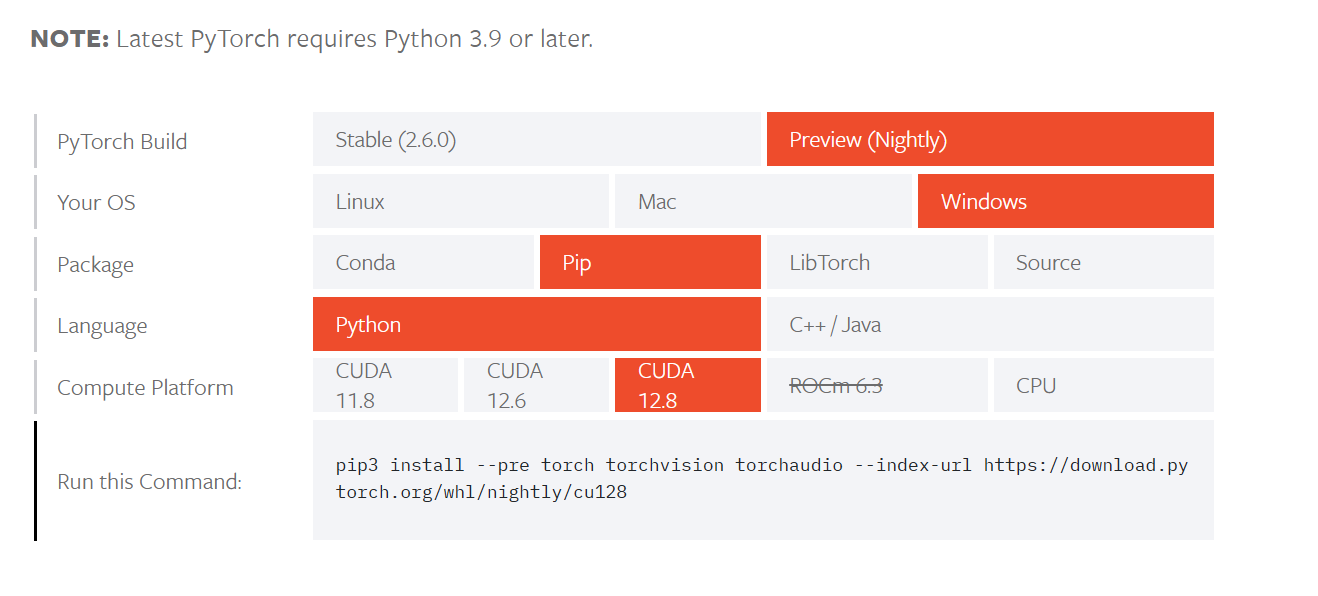 NOTE: Latest PyTorch requires Python 3.9 or later.
PyTorch Build
Stable (2.6.0)
Preview (Nightly)
Your OS
Linux
Mac
Windows
Package
Conda
Pip
LibTorch
Source
Language
Python
C++ / Java
Compute Platform
CUDA
11.8
CUDA
12.6
CUDA
12.8
ROCm 6.3
CPU
Run this Command:
pip3 install --pre torch torchvision torchaudio --index-url https://download.py
torch.org/whl/nightly/cu128